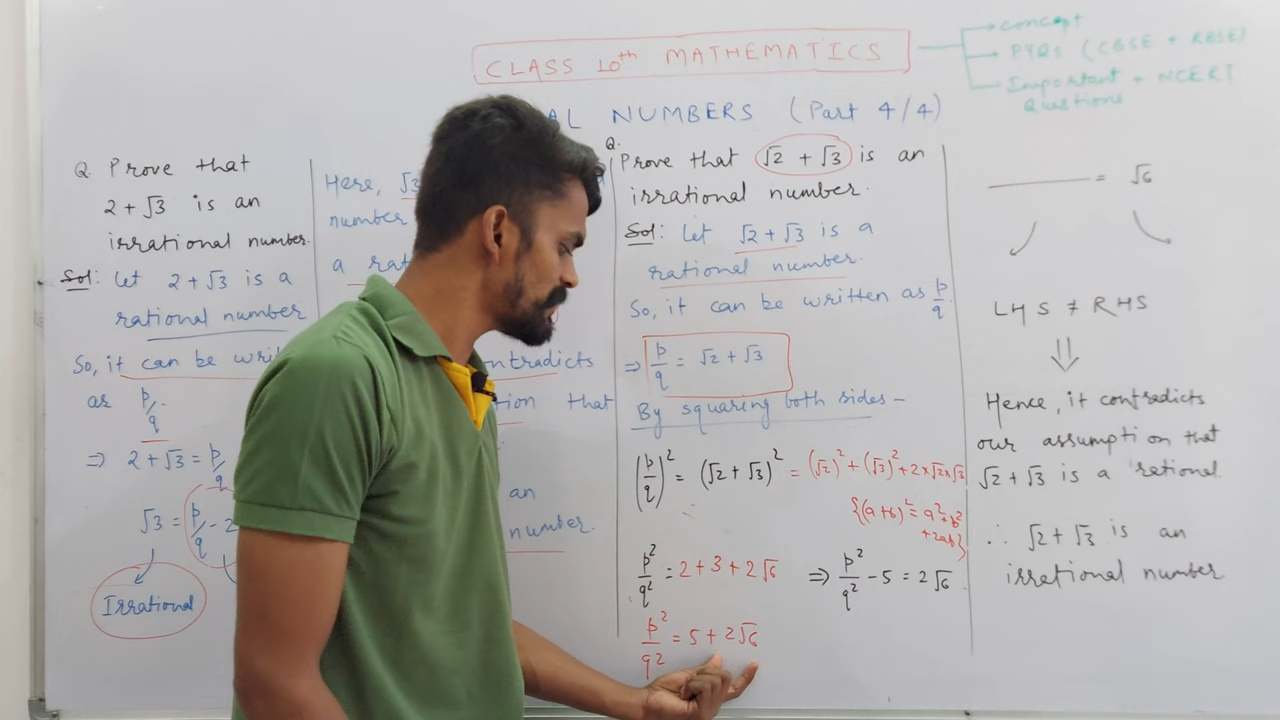 CLASS 10th MATHEMATICS
concept
PYQs (CBSE + RBSE)
Important + NCERT
Qustions
AL NUMBERS (Part 4/4)
Q. Prove that
2 + √3 is an
irrational number.
Sol: Let 2 + √3 is a
rational number
So, it can be
as p/q.
⇒ 2 + √3 = p/q
√3 = p/q - 2
Irrational
Here, √3
number
a
an
number.
that
Q. Prove that √2 + √3 is an
irrational number.
Sol: Let √2 + √3 is a
rational number.
So, it can be written as p/q.
⇒ p/q = √2 + √3
By squaring both sides -
(p/q)² = (√2 + √3)² = (√2)² + (√3)² + 2×√2×√3
{(a+b)² = a²+b²
+2ab}
p²/q² = 2 + 3 + 2√6 ⇒ p²/q² - 5 = 2√6
p²/q² = 5 + 2√6
= √6
LHS ≠ RHS
⇓
Hence, it contradicts
our assumption that
√2 + √3 is a rational
∴ √2 + √3 is an
irrational number